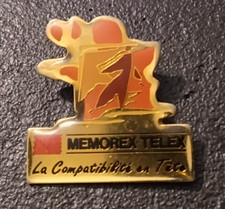 MEMOREX TELEX
La Compatibilité en Tête